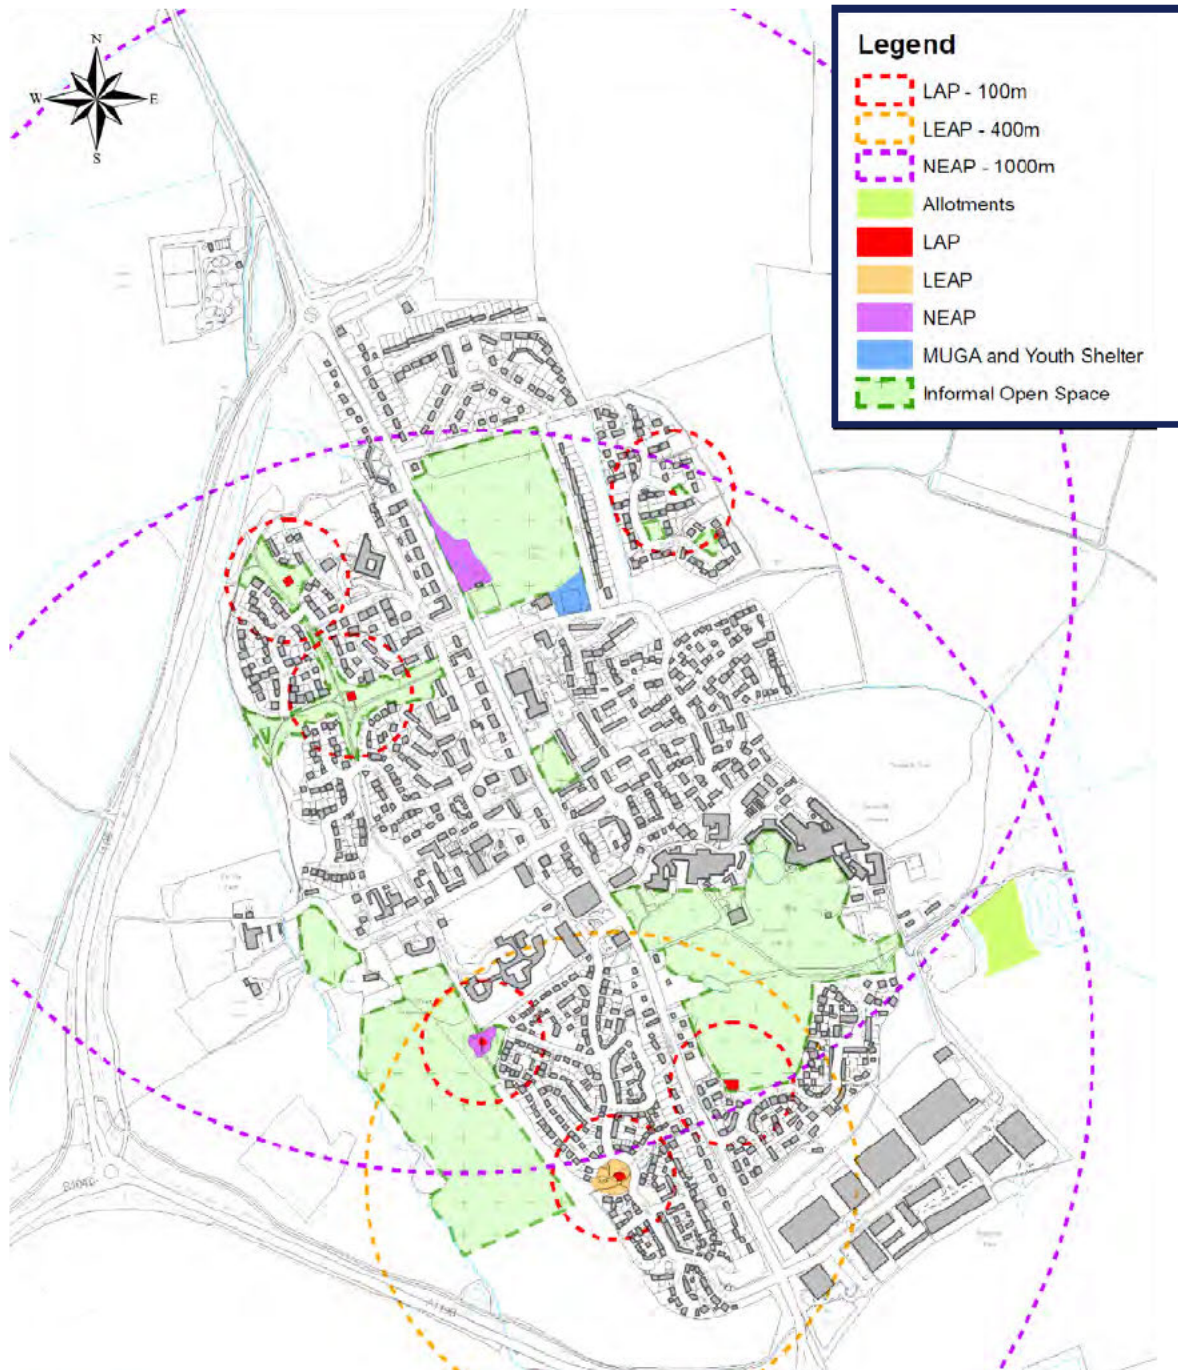 N
W E
S
Legend
LAP - 100m
LEAP - 400m
NEAP - 1000m
Allotments
LAP
LEAP
NEAP
MUGA and Youth Shelter
Informal Open Space